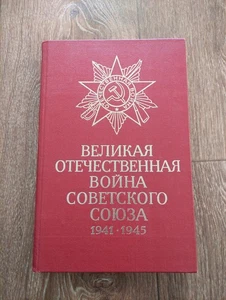 ВЕЛИКАЯ
ОТЕЧЕСТВЕННАЯ
ВОЙНА
СОВЕТСКОГО
СОЮЗА
1941·1945